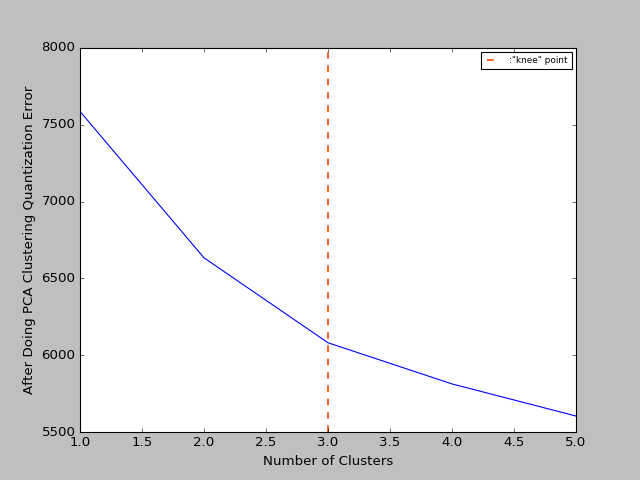 :"knee" point
8000
7500
7000
6500
6000
5500
After Doing PCA Clustering Quantization Error
1.0 1.5 2.0 2.5 3.0 3.5 4.0 4.5 5.0
Number of Clusters